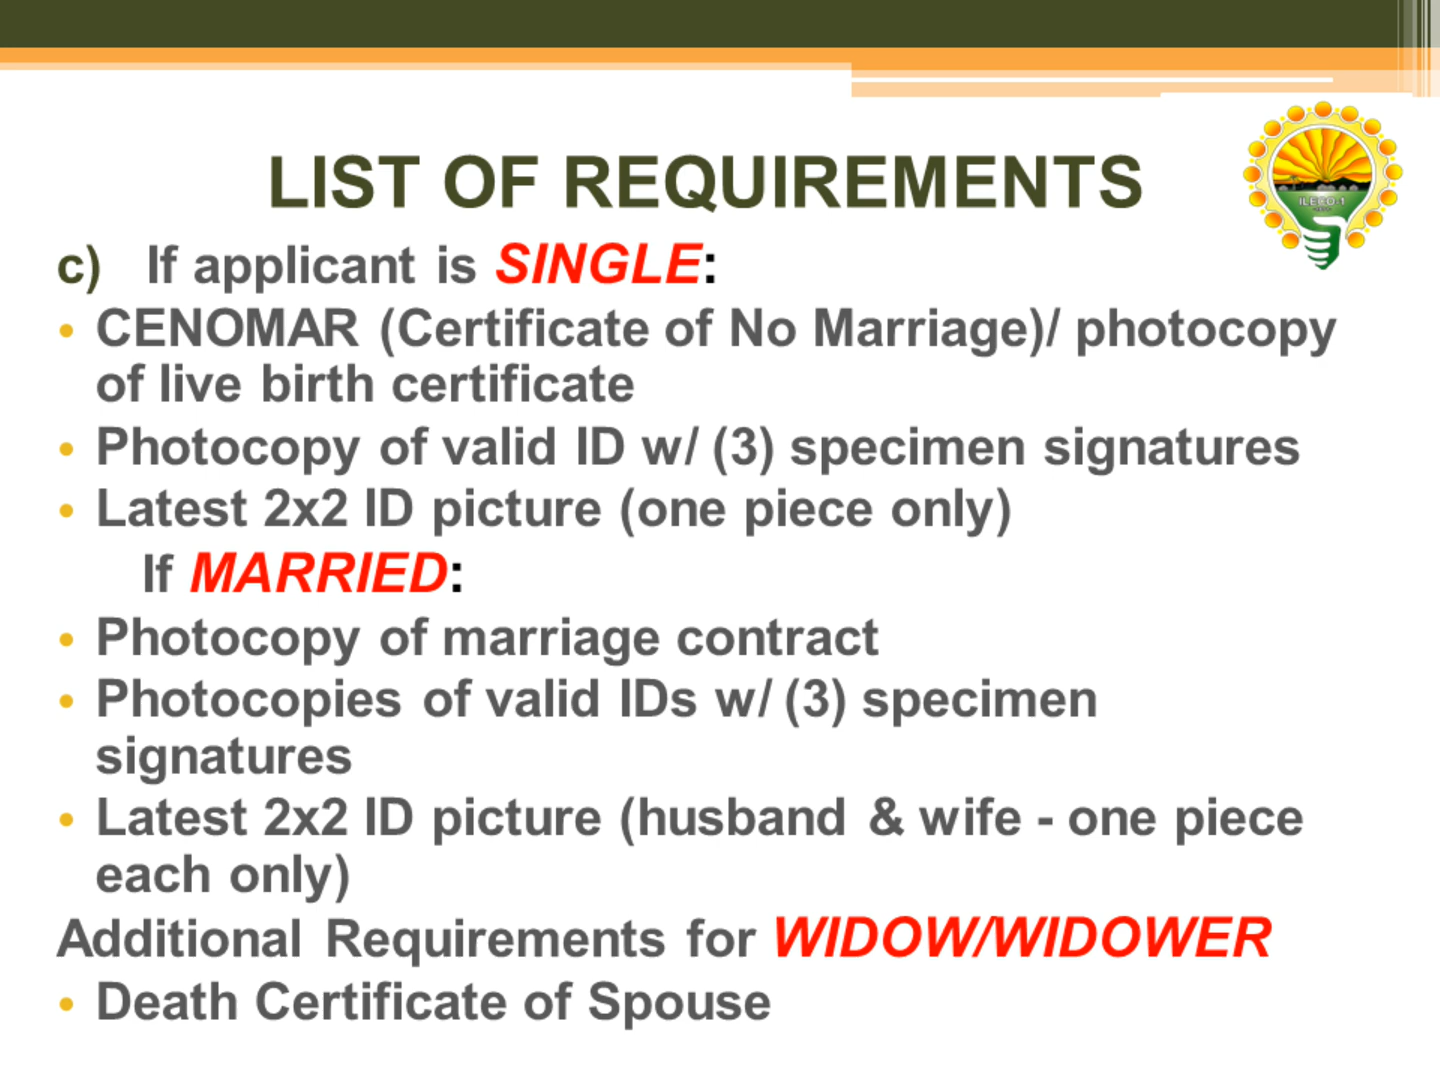 LIST OF REQUIREMENTS
ILECO-1
c) If applicant is SINGLE:
• CENOMAR (Certificate of No Marriage)/ photocopy
of live birth certificate
• Photocopy of valid ID w/ (3) specimen signatures
• Latest 2x2 ID picture (one piece only)
If MARRIED:
• Photocopy of marriage contract
• Photocopies of valid IDs w/ (3) specimen
signatures
• Latest 2x2 ID picture (husband & wife - one piece
each only)
Additional Requirements for WIDOW/WIDOWER
• Death Certificate of Spouse